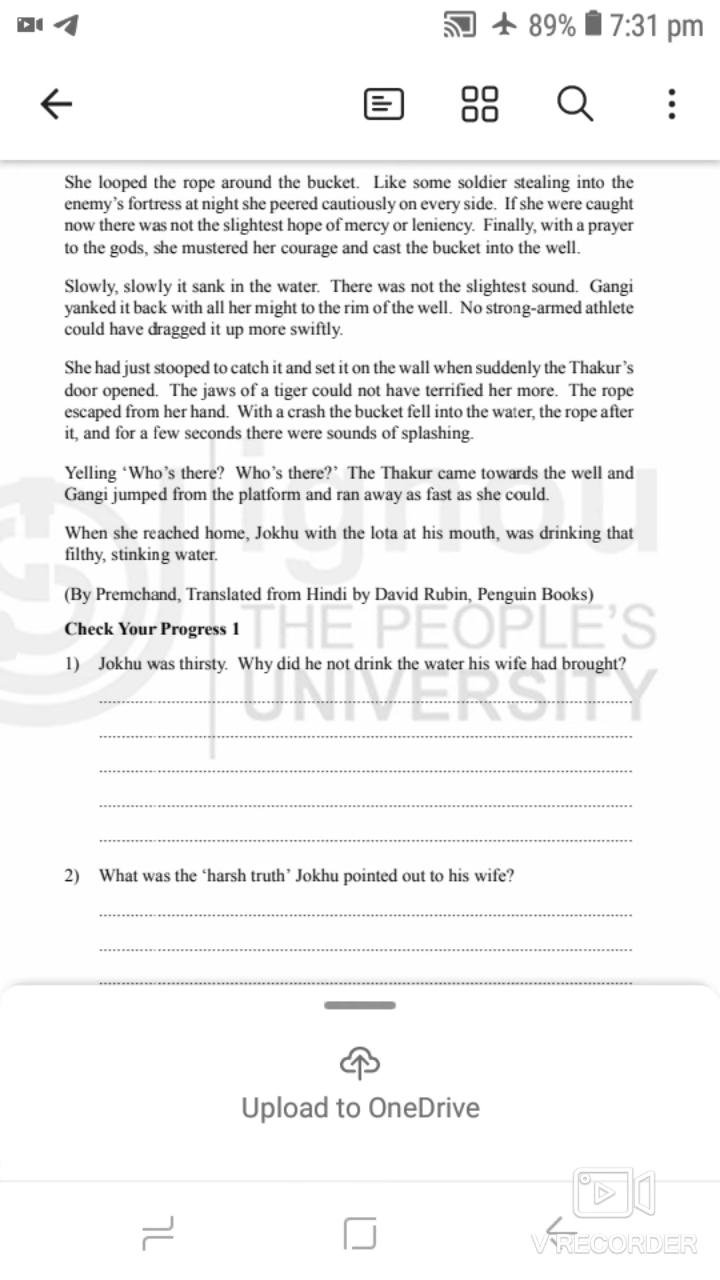 89% 7:31 pm
She looped the rope around the bucket. Like some soldier stealing into the
enemy's fortress at night she peered cautiously on every side. If she were caught
now there was not the slightest hope of mercy or leniency. Finally, with a prayer
to the gods, she mustered her courage and cast the bucket into the well.
Slowly, slowly it sank in the water. There was not the slightest sound. Gangi
yanked it back with all her might to the rim of the well. No strong-armed athlete
could have dragged it up more swiftly.
She had just stooped to catch it and set it on the wall when suddenly the Thakur's
door opened. The jaws of a tiger could not have terrified her more. The rope
escaped from her hand. With a crash the bucket fell into the water, the rope after
it, and for a few seconds there were sounds of splashing.
Yelling 'Who's there? Who's there?' The Thakur came towards the well and
Gangi jumped from the platform and ran away as fast as she could.
When she reached home, Jokhu with the lota at his mouth, was drinking that
filthy, stinking water.
(By Premchand, Translated from Hindi by David Rubin, Penguin Books)
ignou
THE PEOPLE'S
UNIVERSITY
Check Your Progress 1
1) Jokhu was thirsty. Why did he not drink the water his wife had brought?
2) What was the 'harsh truth' Jokhu pointed out to his wife?
Upload to OneDrive
V RECORDER